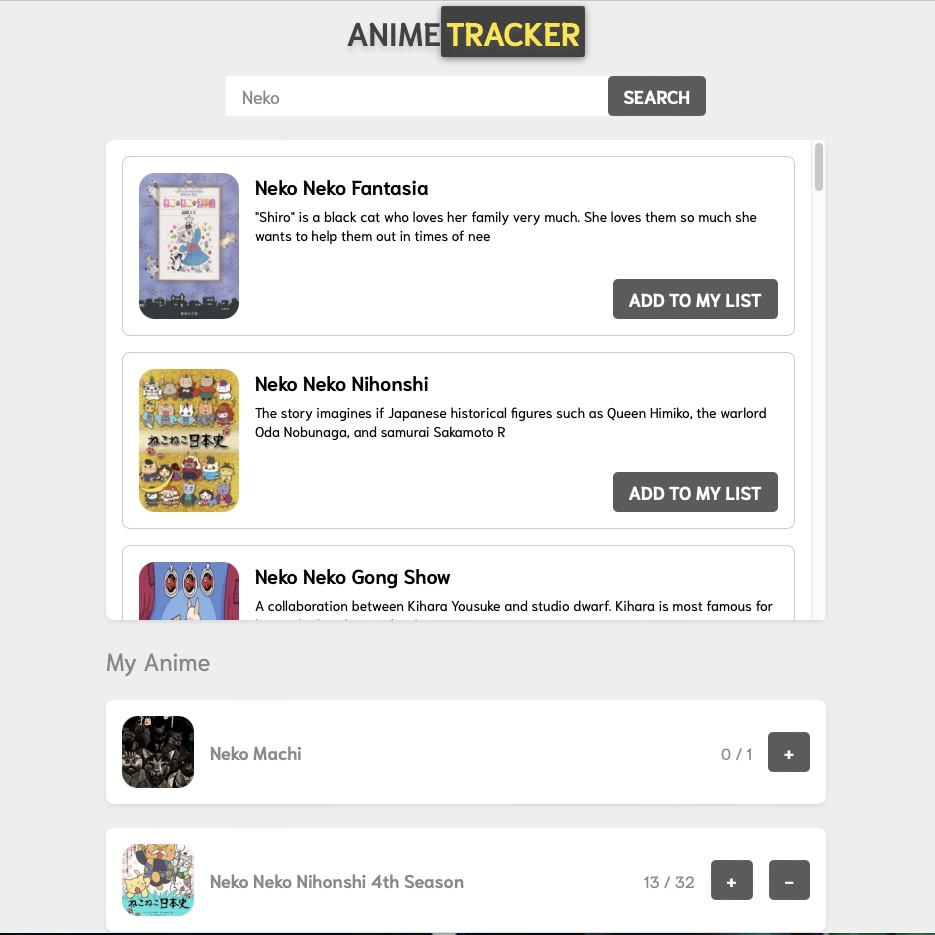 ANIME TRACKER
Neko
SEARCH
Neko Neko Fantasia
"Shiro" is a black cat who loves her family very much. She loves them so much she
wants to help them out in times of nee
ADD TO MY LIST
Neko Neko Nihonshi
The story imagines if Japanese historical figures such as Queen Himiko, the warlord
Oda Nobunaga, and samurai Sakamoto R
ねこねこ日本史
ADD TO MY LIST
Neko Neko Gong Show
A collaboration between Kihara Yousuke and studio dwarf. Kihara is most famous for
My Anime
Neko Machi
0 / 1
+
Neko Neko Nihonshi 4th Season
13 / 32
+
-
ねこねこ日本史